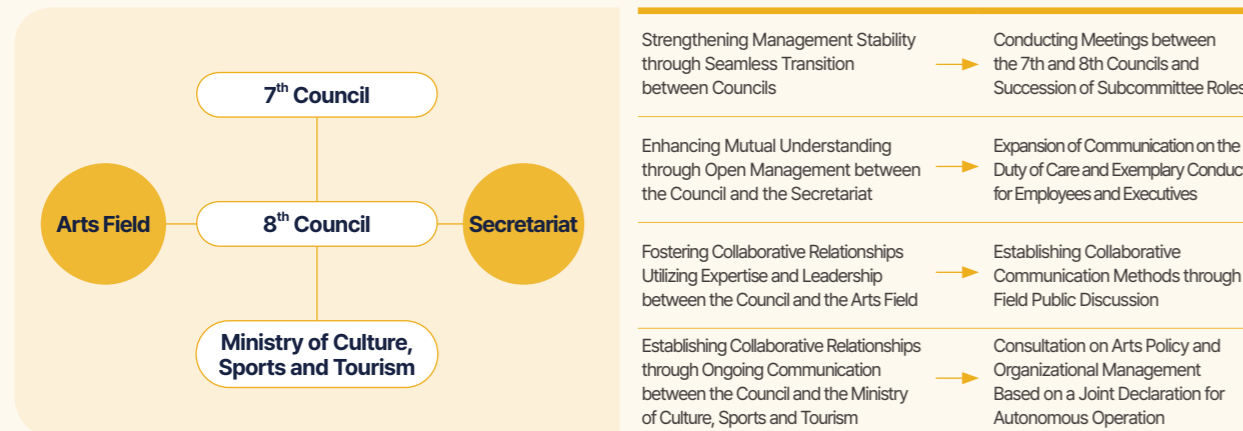 7th Council
Arts Field
8th Council
Secretariat
Ministry of Culture,
Sports and Tourism
Strengthening Management Stability
through Seamless Transition
between Councils
Conducting Meetings between
the 7th and 8th Councils and
Succession of Subcommittee Roles
Enhancing Mutual Understanding
through Open Management between
the Council and the Secretariat
Expansion of Communication on the
Duty of Care and Exemplary Conduct
for Employees and Executives
Fostering Collaborative Relationships
Utilizing Expertise and Leadership
between the Council and the Arts Field
Establishing Collaborative
Communication Methods through
Field Public Discussion
Establishing Collaborative Relationships
through Ongoing Communication
between the Council and the Ministry
of Culture, Sports and Tourism
Consultation on Arts Policy and
Organizational Management
Based on a Joint Declaration for
Autonomous Operation